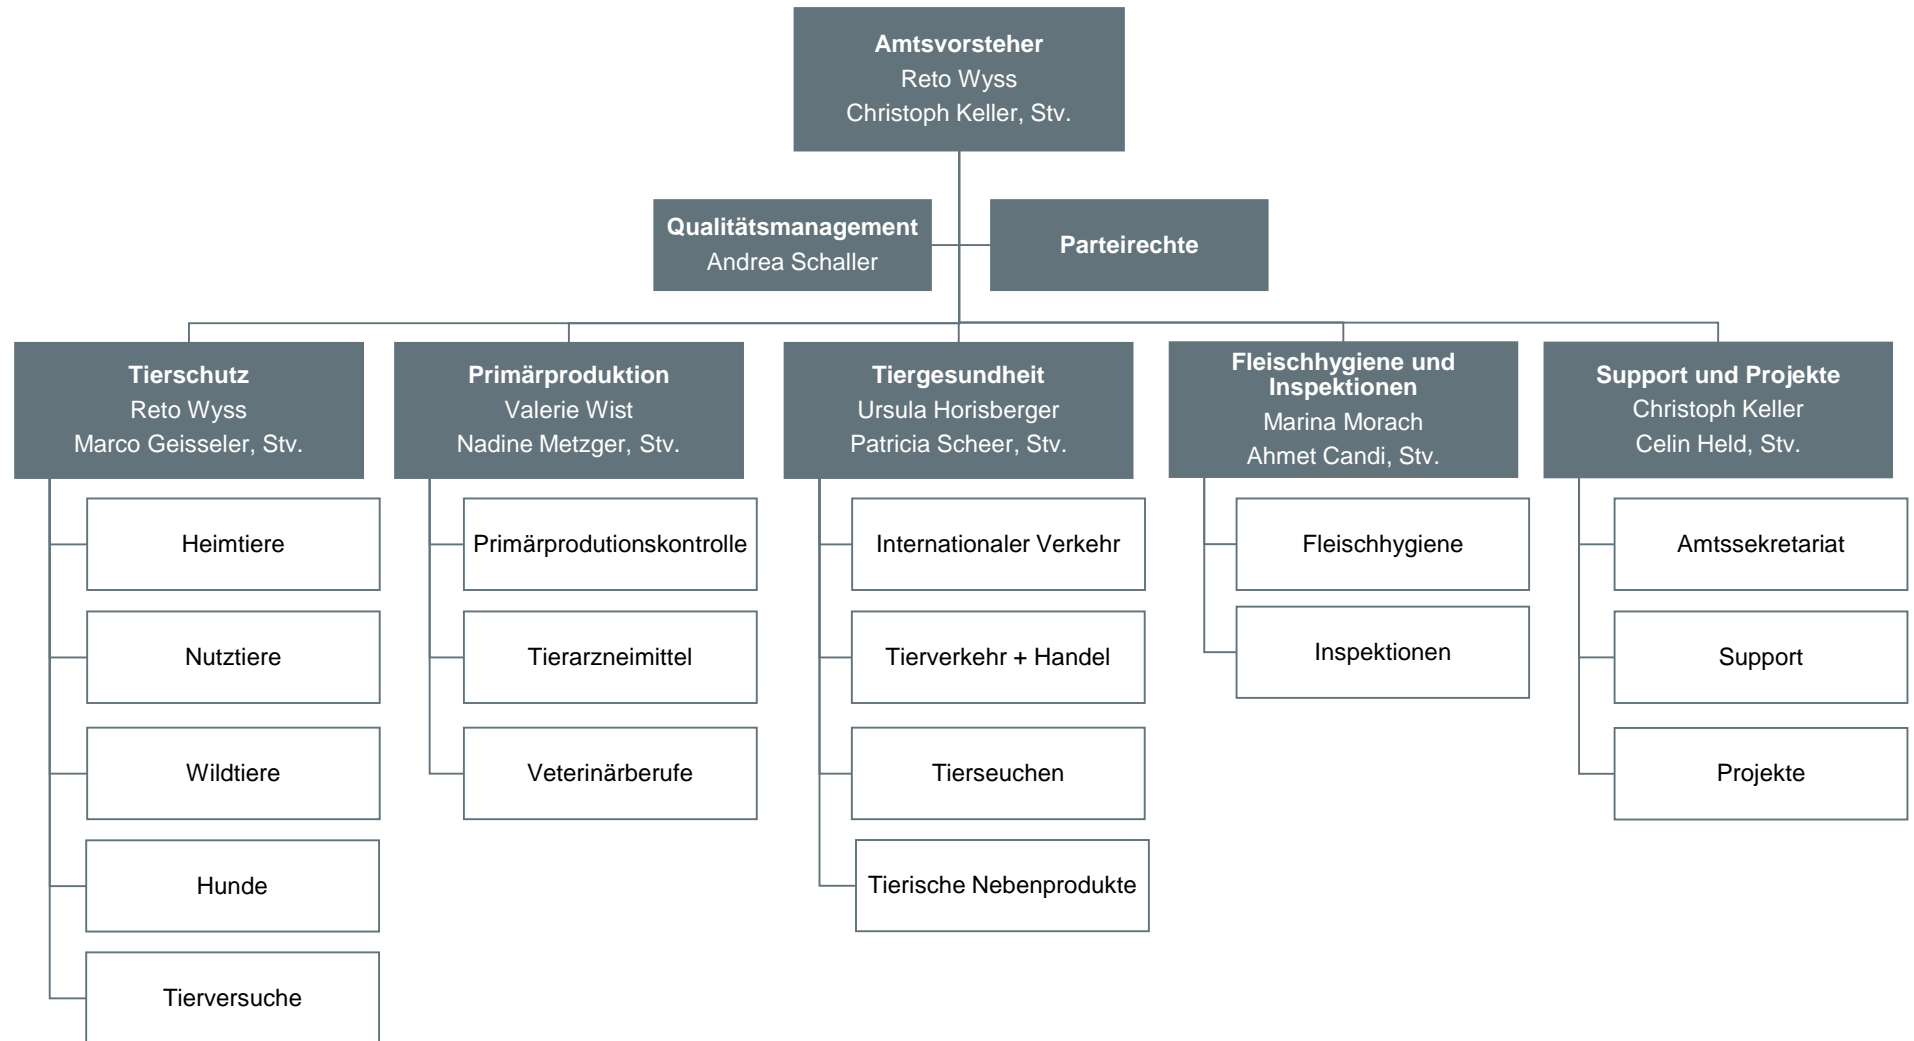 Amtsvorsteher
Reto Wyss
Christoph Keller, Stv.
Qualitätsmanagement
Andrea Schaller
Parteirechte
Tierschutz
Reto Wyss
Marco Geisseler, Stv.
Heimtiere
Nutztiere
Wildtiere
Hunde
Tierversuche
Primärproduktion
Valerie Wist
Nadine Metzger, Stv.
Primärprodutionskontrolle
Tierarzneimittel
Veterinärberufe
Tiergesundheit
Ursula Horisberger
Patricia Scheer, Stv.
Internationaler Verkehr
Tierverkehr + Handel
Tierseuchen
Tierische Nebenprodukte
Fleischhygiene und
Inspektionen
Marina Morach
Ahmet Candi, Stv.
Fleischhygiene
Inspektionen
Support und Projekte
Christoph Keller
Celin Held, Stv.
Amtssekretariat
Support
Projekte